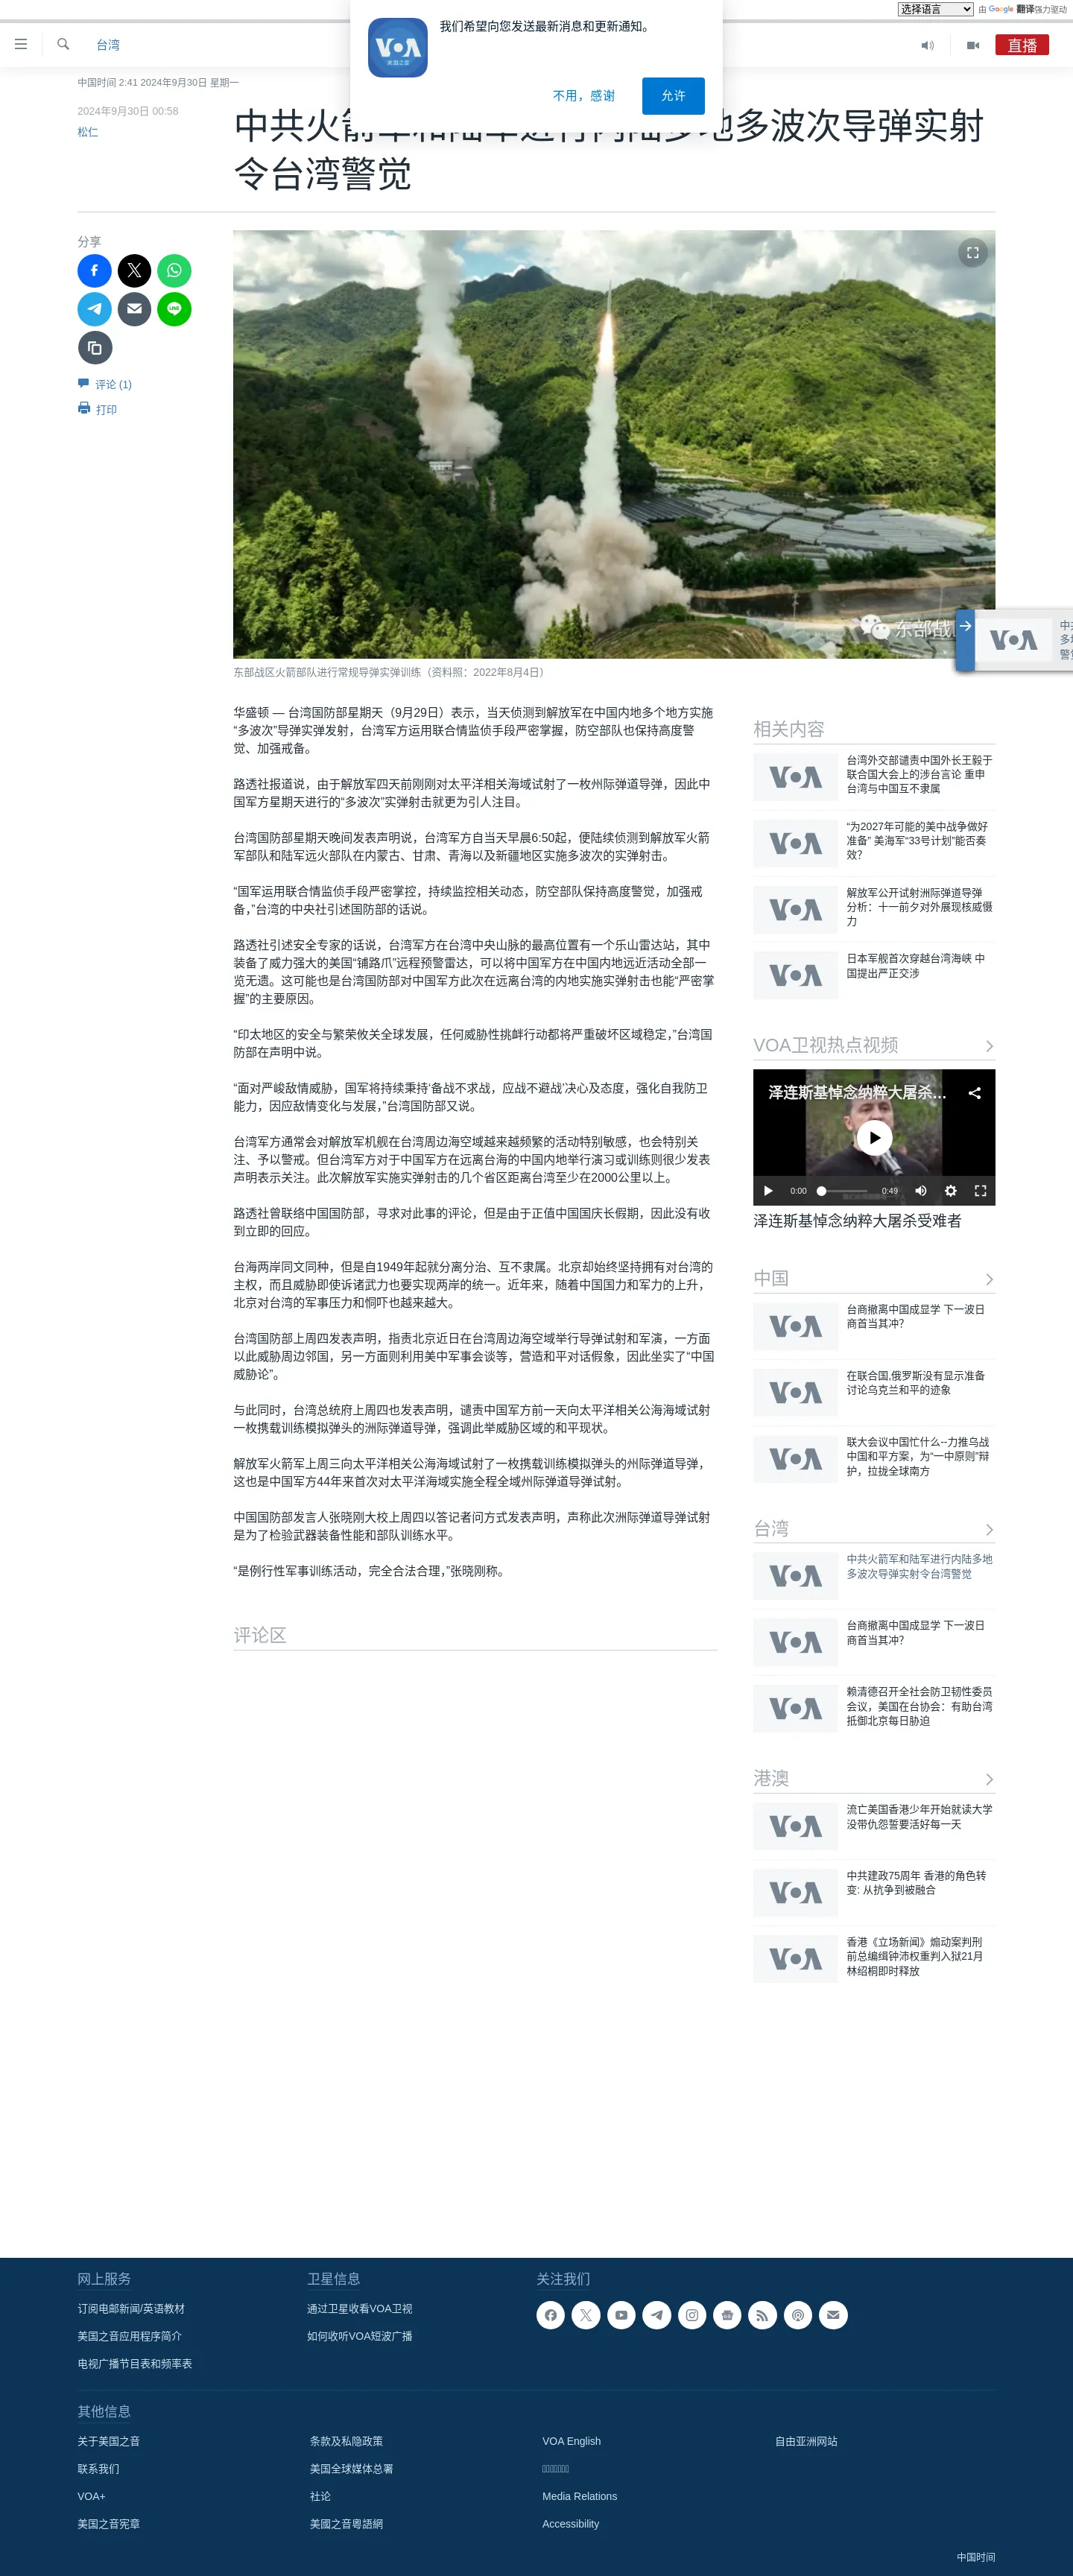 选择语言 由 Google 翻译强力驱动
VOA
美国之音
我们希望向您发送最新消息和更新通知。
不用，感谢
允许
台湾
直播
中国时间 2:41 2024年9月30日 星期一
2024年9月30日 00:58
松仁
中共火箭军和陆军进行内陆多地多波次导弹实射
令台湾警觉
分享
评论 (1)
打印
东部战
东部战区火箭部队进行常规导弹实弹训练（资料照：2022年8月4日）
华盛顿 — 台湾国防部星期天（9月29日）表示，当天侦测到解放军在中国内地多个地方实施
“多波次”导弹实弹发射，台湾军方运用联合情监侦手段严密掌握，防空部队也保持高度警
觉、加强戒备。
路透社报道说，由于解放军四天前刚刚对太平洋相关海域试射了一枚州际弹道导弹，因此中
国军方星期天进行的“多波次”实弹射击就更为引人注目。
台湾国防部星期天晚间发表声明说，台湾军方自当天早晨6:50起，便陆续侦测到解放军火箭
军部队和陆军远火部队在内蒙古、甘肃、青海以及新疆地区实施多波次的实弹射击。
“国军运用联合情监侦手段严密掌控，持续监控相关动态，防空部队保持高度警觉，加强戒
备，”台湾的中央社引述国防部的话说。
路透社引述安全专家的话说，台湾军方在台湾中央山脉的最高位置有一个乐山雷达站，其中
装备了威力强大的美国“铺路爪”远程预警雷达，可以将中国军方在中国内地远近活动全部一
览无遗。这可能也是台湾国防部对中国军方此次在远离台湾的内地实施实弹射击也能“严密掌
握”的主要原因。
“印太地区的安全与繁荣攸关全球发展，任何威胁性挑衅行动都将严重破坏区域稳定，”台湾国
防部在声明中说。
“面对严峻敌情威胁，国军将持续秉持‘备战不求战，应战不避战’决心及态度，强化自我防卫
能力，因应敌情变化与发展，”台湾国防部又说。
台湾军方通常会对解放军机舰在台湾周边海空域越来越频繁的活动特别敏感，也会特别关
注、予以警戒。但台湾军方对于中国军方在远离台海的中国内地举行演习或训练则很少发表
声明表示关注。此次解放军实施实弹射击的几个省区距离台湾至少在2000公里以上。
路透社曾联络中国国防部，寻求对此事的评论，但是由于正值中国国庆长假期，因此没有收
到立即的回应。
台海两岸同文同种，但是自1949年起就分离分治、互不隶属。北京却始终坚持拥有对台湾的
主权，而且威胁即使诉诸武力也要实现两岸的统一。近年来，随着中国国力和军力的上升，
北京对台湾的军事压力和恫吓也越来越大。
台湾国防部上周四发表声明，指责北京近日在台湾周边海空域举行导弹试射和军演，一方面
以此威胁周边邻国，另一方面则利用美中军事会谈等，营造和平对话假象，因此坐实了“中国
威胁论”。
与此同时，台湾总统府上周四也发表声明，谴责中国军方前一天向太平洋相关公海海域试射
一枚携载训练模拟弹头的洲际弹道导弹，强调此举威胁区域的和平现状。
解放军火箭军上周三向太平洋相关公海海域试射了一枚携载训练模拟弹头的州际弹道导弹，
这也是中国军方44年来首次对太平洋海域实施全程全域州际弹道导弹试射。
中国国防部发言人张晓刚大校上周四以答记者问方式发表声明，声称此次洲际弹道导弹试射
是为了检验武器装备性能和部队训练水平。
“是例行性军事训练活动，完全合法合理，”张晓刚称。
评论区
VOA
相关内容
VOA
台湾外交部谴责中国外长王毅于
联合国大会上的涉台言论 重申
台湾与中国互不隶属
VOA
“为2027年可能的美中战争做好
准备” 美海军“33号计划”能否奏
效？
VOA
解放军公开试射洲际弹道导弹
分析：十一前夕对外展现核威慑
力
VOA
日本军舰首次穿越台湾海峡 中
国提出严正交涉
VOA卫视热点视频
泽连斯基悼念纳粹大屠杀...
0:00
0:49
泽连斯基悼念纳粹大屠杀受难者
中国
VOA
台商撤离中国成显学 下一波日
商首当其冲？
VOA
在联合国,俄罗斯没有显示准备
讨论乌克兰和平的迹象
VOA
联大会议中国忙什么--力推乌战
中国和平方案，为“一中原则”辩
护，拉拢全球南方
台湾
VOA
中共火箭军和陆军进行内陆多地
多波次导弹实射令台湾警觉
VOA
台商撤离中国成显学 下一波日
商首当其冲？
VOA
赖清德召开全社会防卫韧性委员
会议，美国在台协会：有助台湾
抵御北京每日胁迫
港澳
VOA
流亡美国香港少年开始就读大学
没带仇怨誓要活好每一天
VOA
中共建政75周年 香港的角色转
变: 从抗争到被融合
VOA
香港《立场新闻》煽动案判刑
前总编缉钟沛权重判入狱21月
林绍桐即时释放
网上服务
订阅电邮新闻/英语教材
美国之音应用程序简介
电视广播节目表和频率表
卫星信息
通过卫星收看VOA卫视
如何收听VOA短波广播
关注我们
其他信息
关于美国之音
联系我们
VOA+
美国之音宪章
条款及私隐政策
美国全球媒体总署
社论
美國之音粵語網
VOA English
Media Relations
Accessibility
自由亚洲网站
中国时间